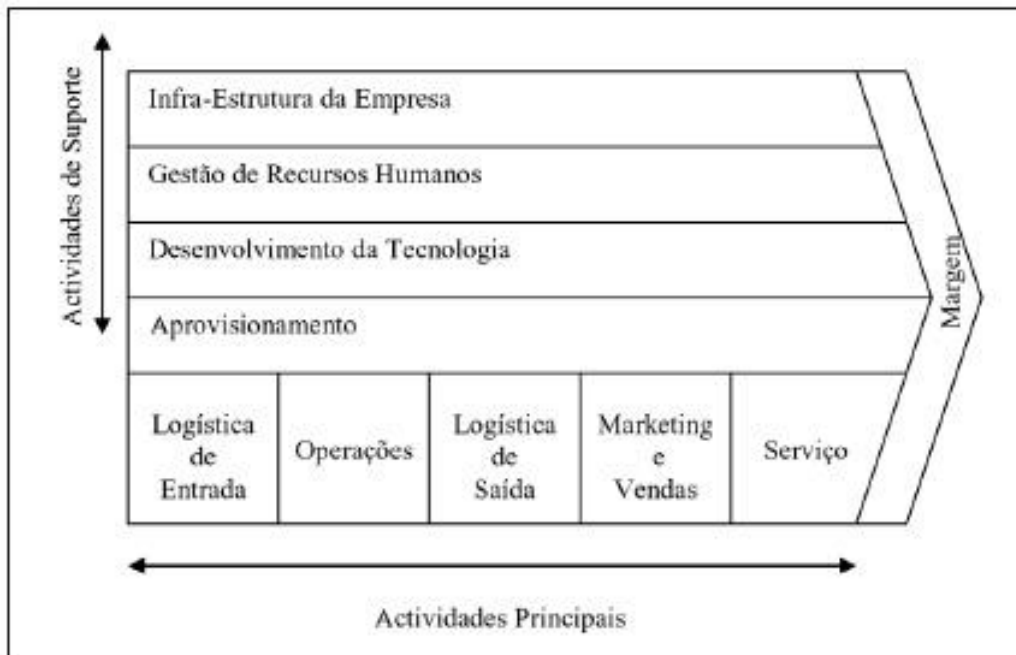 Actividades de Suporte
Infra-Estrutura da Empresa
Gestão de Recursos Humanos
Desenvolvimento da Tecnologia
Aprovisionamento
Margem
Logística
de
Entrada
Operações
Logística
de
Saída
Marketing
e
Vendas
Serviço
Actividades Principais